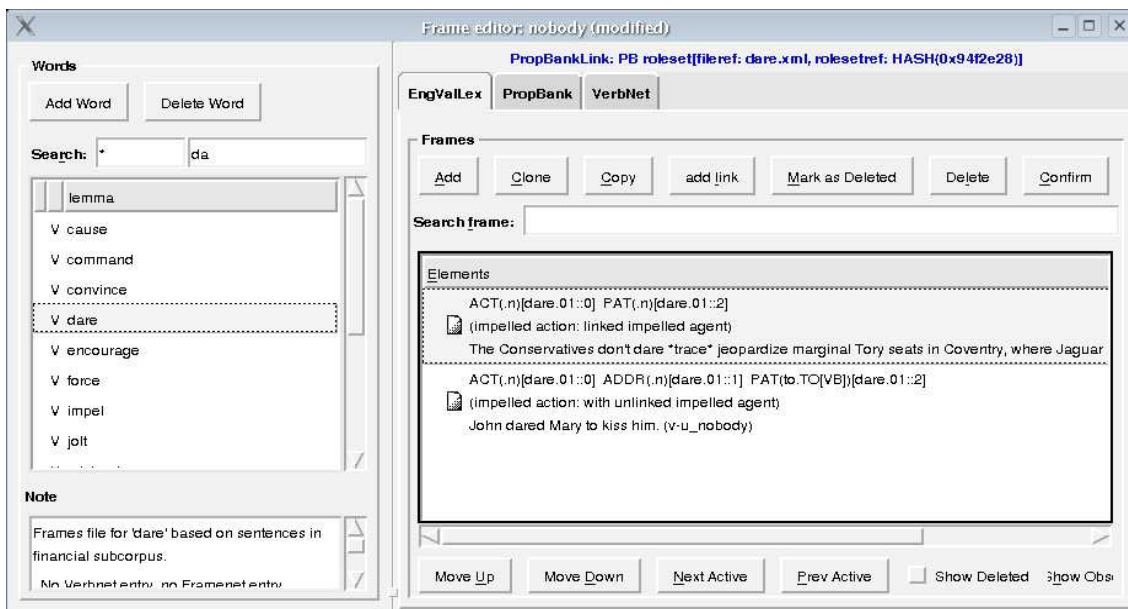 Frame editor: nobody (modified)
Words
Add Word
Delete Word
Search: * da
lemma
V cause
V command
V convince
V dare
V encourage
V force
V impel
V jolt
Note
Frames file for 'dare' based on sentences in
financial subcorpus.
No Verbnet entry, no Framenet entry
PropBankLink: PB roleset[fileref: dare.xml, rolesetref: HASH(0x94f2e28)]
EngValLex PropBank VerbNet
Frames
Add Clone Copy add link Mark as Deleted Delete Confirm
Search frame:
Elements
ACT(.n)[dare.01::0] PAT(.n)[dare.01::2]
(impelled action: linked impelled agent)
The Conservatives don't dare *trace* jeopardize marginal Tory seats in Coventry, where Jaguar
ACT(.n)[dare.01::0] ADDR(.n)[dare.01::1] PAT(to.TO[VB])[dare.01::2]
(impelled action: with unlinked impelled agent)
John dared Mary to kiss him. (v-u_nobody)
Move Up Move Down Next Active Prev Active Show Deleted Show Obs